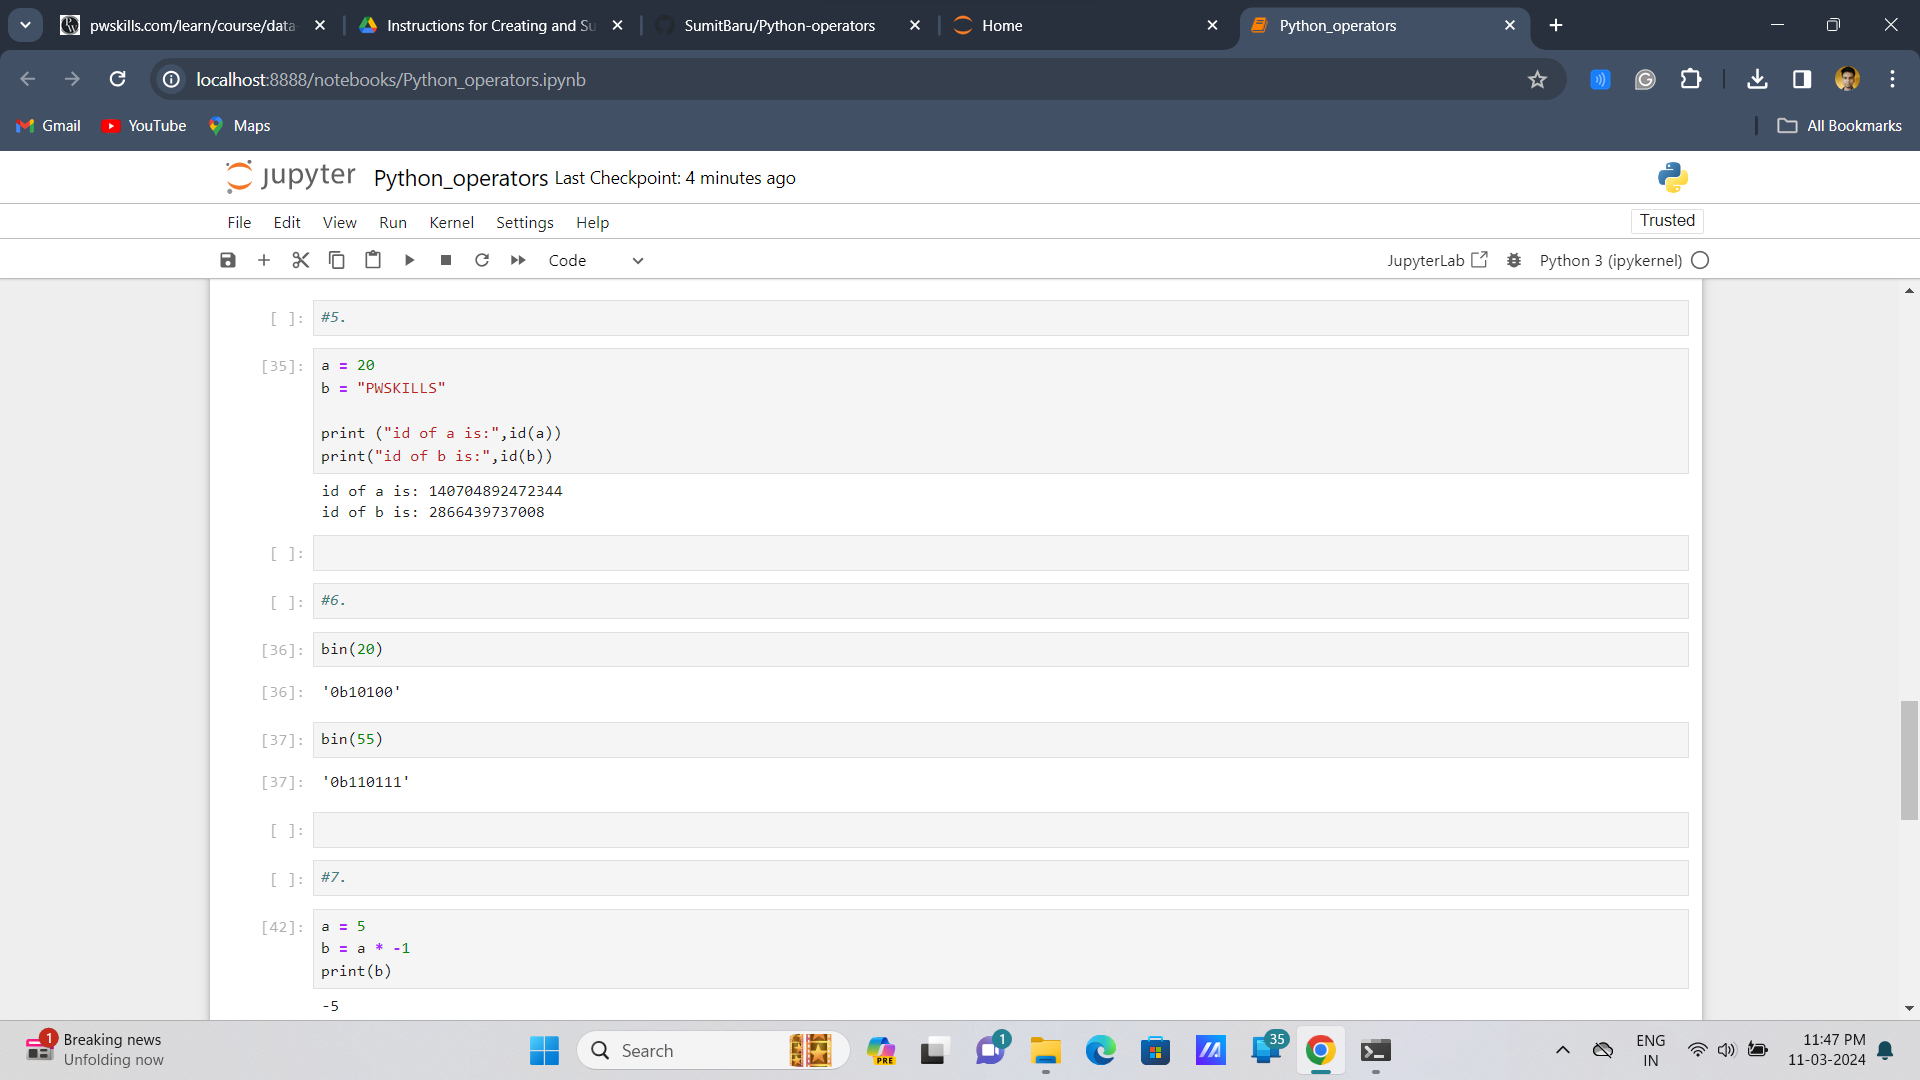 pwskills.com/learn/course/data-
Instructions for Creating and Su
SumitBaru/Python-operators
Home
Python_operators
localhost:8888/notebooks/Python_operators.ipynb
Gmail
YouTube
Maps
All Bookmarks
jupyter
Python_operators Last Checkpoint: 4 minutes ago
File Edit View Run Kernel Settings Help
Trusted
Code
JupyterLab
Python 3 (ipykernel)
[ ]: #5.
[35]: a = 20
b = "PWSKILLS"
print ("id of a is:",id(a))
print("id of b is:",id(b))
id of a is: 140704892472344
id of b is: 2866439737008
[ ]:
[ ]: #6.
[36]: bin(20)
[36]: '0b10100'
[37]: bin(55)
[37]: '0b110111'
[ ]:
[ ]: #7.
[42]: a = 5
b = a * -1
print(b)
-5
1
Breaking news
Unfolding now
Search
PRE
1
35
ENG
IN
11:47 PM
11-03-2024